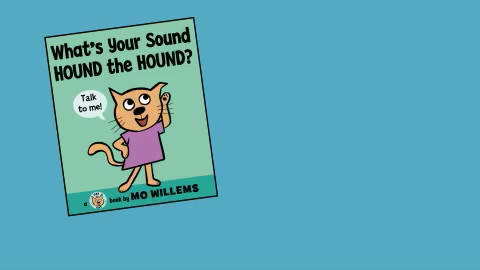 What's Your Sound
HOUND the HOUND?
Talk
to me!
a
book by MO WILLEMS